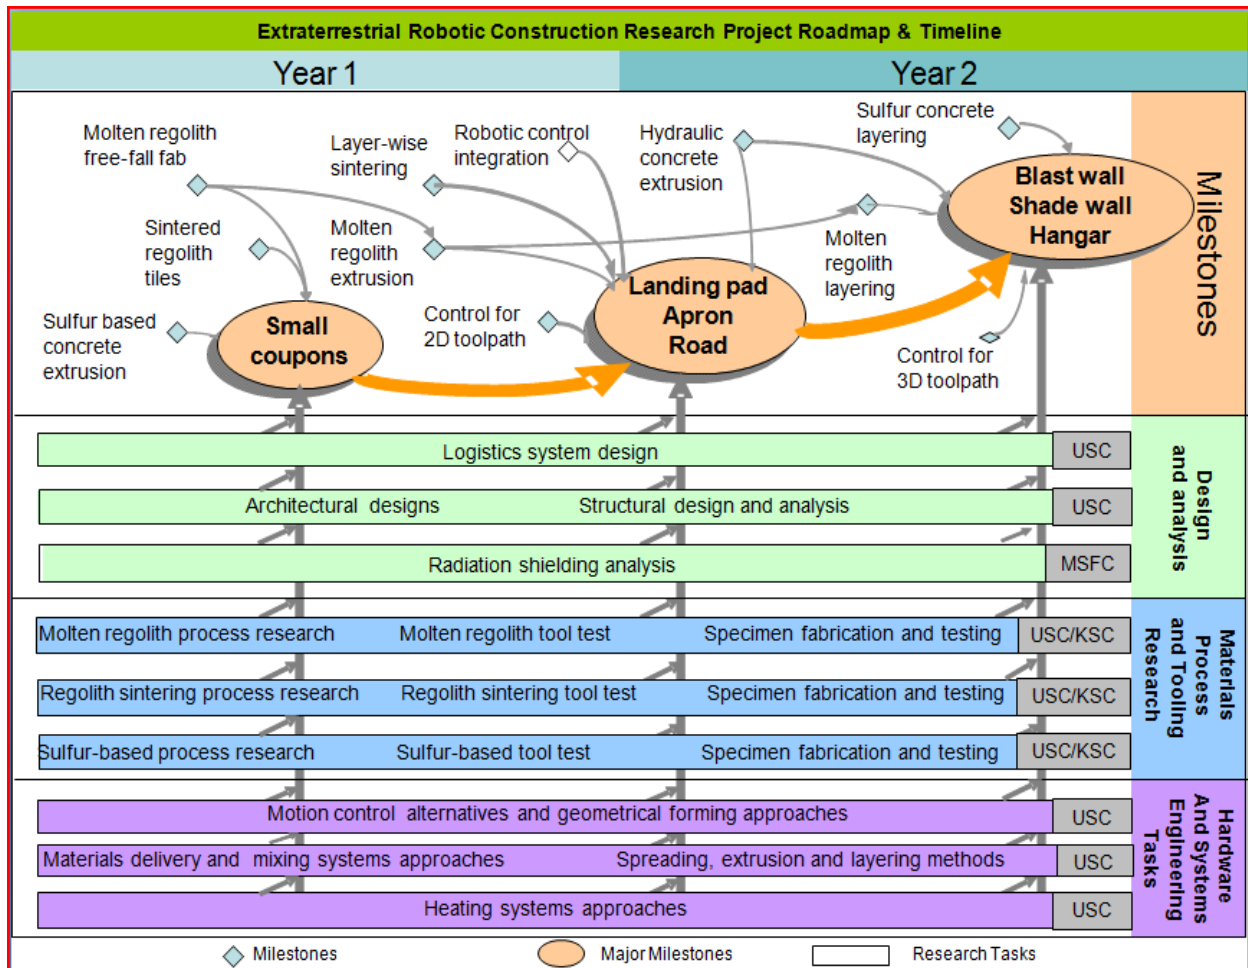 Extraterrestrial Robotic Construction Research Project Roadmap & Timeline
Year 1
Year 2
Molten regolith
free-fall fab
Layer-wise
sintering
Robotic control
integration
Hydraulic
concrete
extrusion
Sulfur concrete
layering
Blast wall
Shade wall
Hangar
Sintered
regolith
tiles
Molten
regolith
extrusion
Molten
regolith
layering
Sulfur based
concrete
extrusion
Small
coupons
Control for
2D toolpath
Landing pad
Apron
Road
Control for
3D toolpath
Milestones
Logistics system design
USC
Architectural designs
Structural design and analysis
USC
Radiation shielding analysis
MSFC
Design
and analysis
Molten regolith process research
Molten regolith tool test
Specimen fabrication and testing
USC/KSC
Regolith sintering process research
Regolith sintering tool test
Specimen fabrication and testing
USC/KSC
Sulfur-based process research
Sulfur-based tool test
Specimen fabrication and testing
USC/KSC
Materials
Process
and Tooling
Research
Motion control alternatives and geometrical forming approaches
USC
Materials delivery and mixing systems approaches
Spreading, extrusion and layering methods
USC
Heating systems approaches
USC
Hardware
And Systems
Engineering
Tasks
Milestones
Major Milestones
Research Tasks